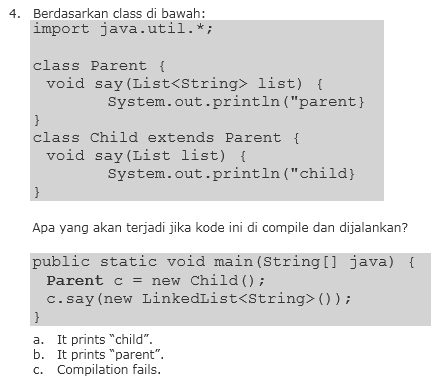 4. Berdasarkan class di bawah:
import java.util.*;
class Parent {
void say(List<String> list) {
System.out.println("parent}
}
class Child extends Parent {
void say(List list) {
System.out.println("child}
}
Apa yang akan terjadi jika kode ini di compile dan dijalankan?
public static void main(String[] java) {
Parent c = new Child();
c.say(new LinkedList<String>());
}
a. It prints "child".
b. It prints "parent".
c. Compilation fails.